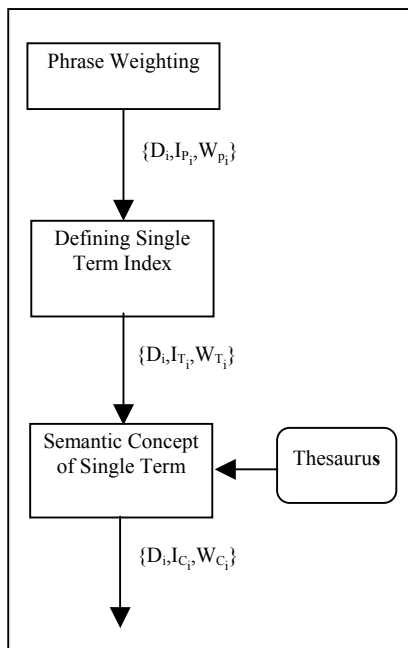 Phrase Weighting
{Di,IPi,Wpi}
Defining Single
Term Index
{Di,ITi,WTi}
Semantic Concept
of Single Term
Thesaurus
{Di,ICi,WCi}